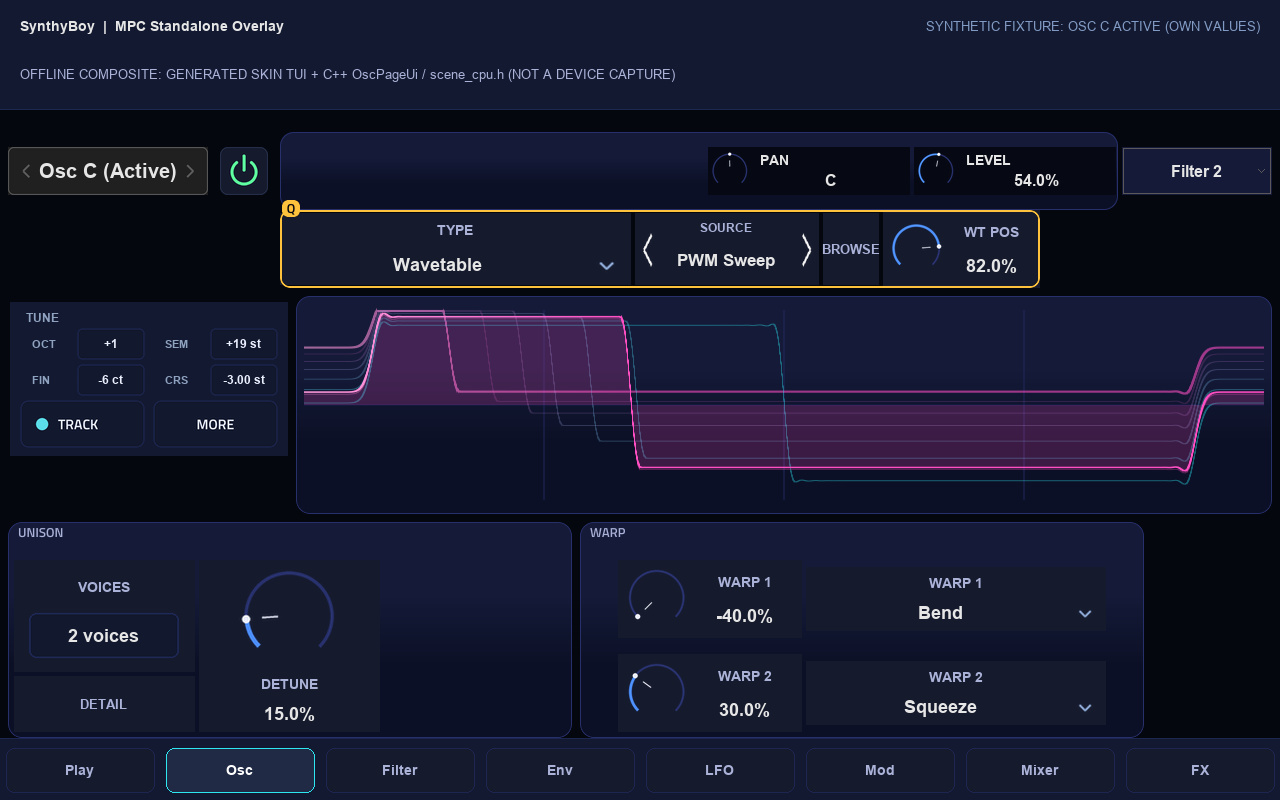 SynthyBoy | MPC Standalone Overlay
SYNTHETIC FIXTURE: OSC C ACTIVE (OWN VALUES)
OFFLINE COMPOSITE: GENERATED SKIN TUI + C++ OscPageUi / scene_cpu.h (NOT A DEVICE CAPTURE)
Osc C (Active)
PAN
C
LEVEL
54.0%
Filter 2
Q
TYPE
Wavetable
SOURCE
PWM Sweep
BROWSE
WT POS
82.0%
TUNE
OCT
+1
SEM
+19 st
FIN
-6 ct
CRS
-3.00 st
TRACK
MORE
UNISON
VOICES
2 voices
DETAIL
DETUNE
15.0%
WARP
WARP 1
-40.0%
WARP 1
Bend
WARP 2
30.0%
WARP 2
Squeeze
Play
Osc
Filter
Env
LFO
Mod
Mixer
FX